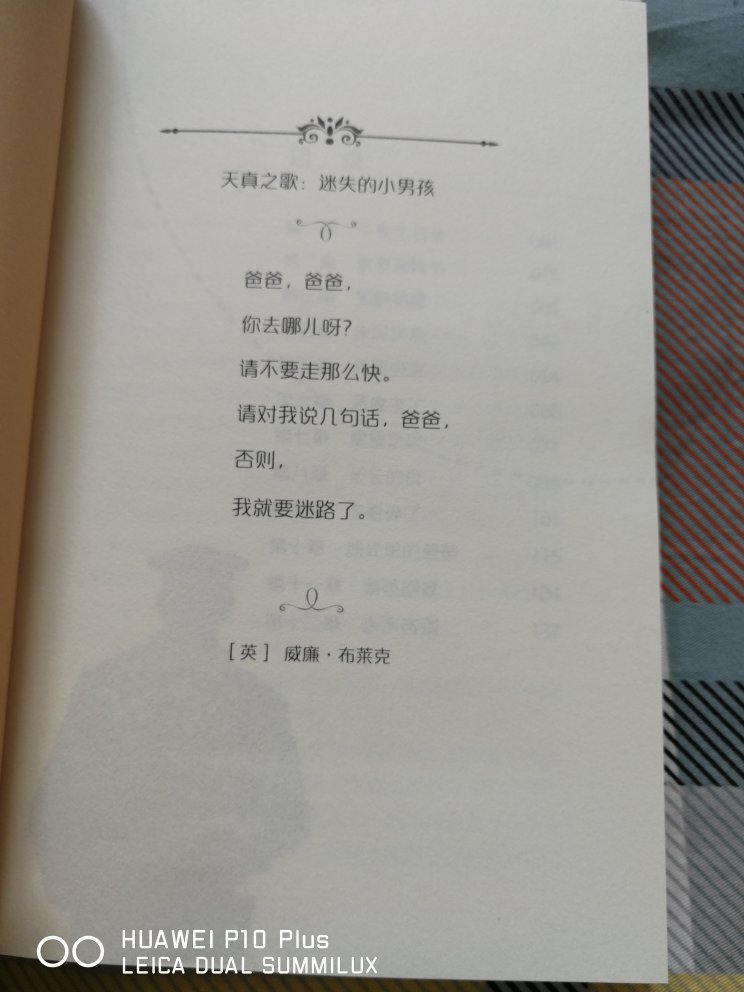 天真之歌：迷失的小男孩
爸爸，爸爸，
你去哪儿呀？
请不要走那么快。
请对我说几句话，爸爸，
否则，
我就要迷路了。
［英］ 威廉·布莱克
HUAWEI P10 Plus
LEICA DUAL SUMMILUX